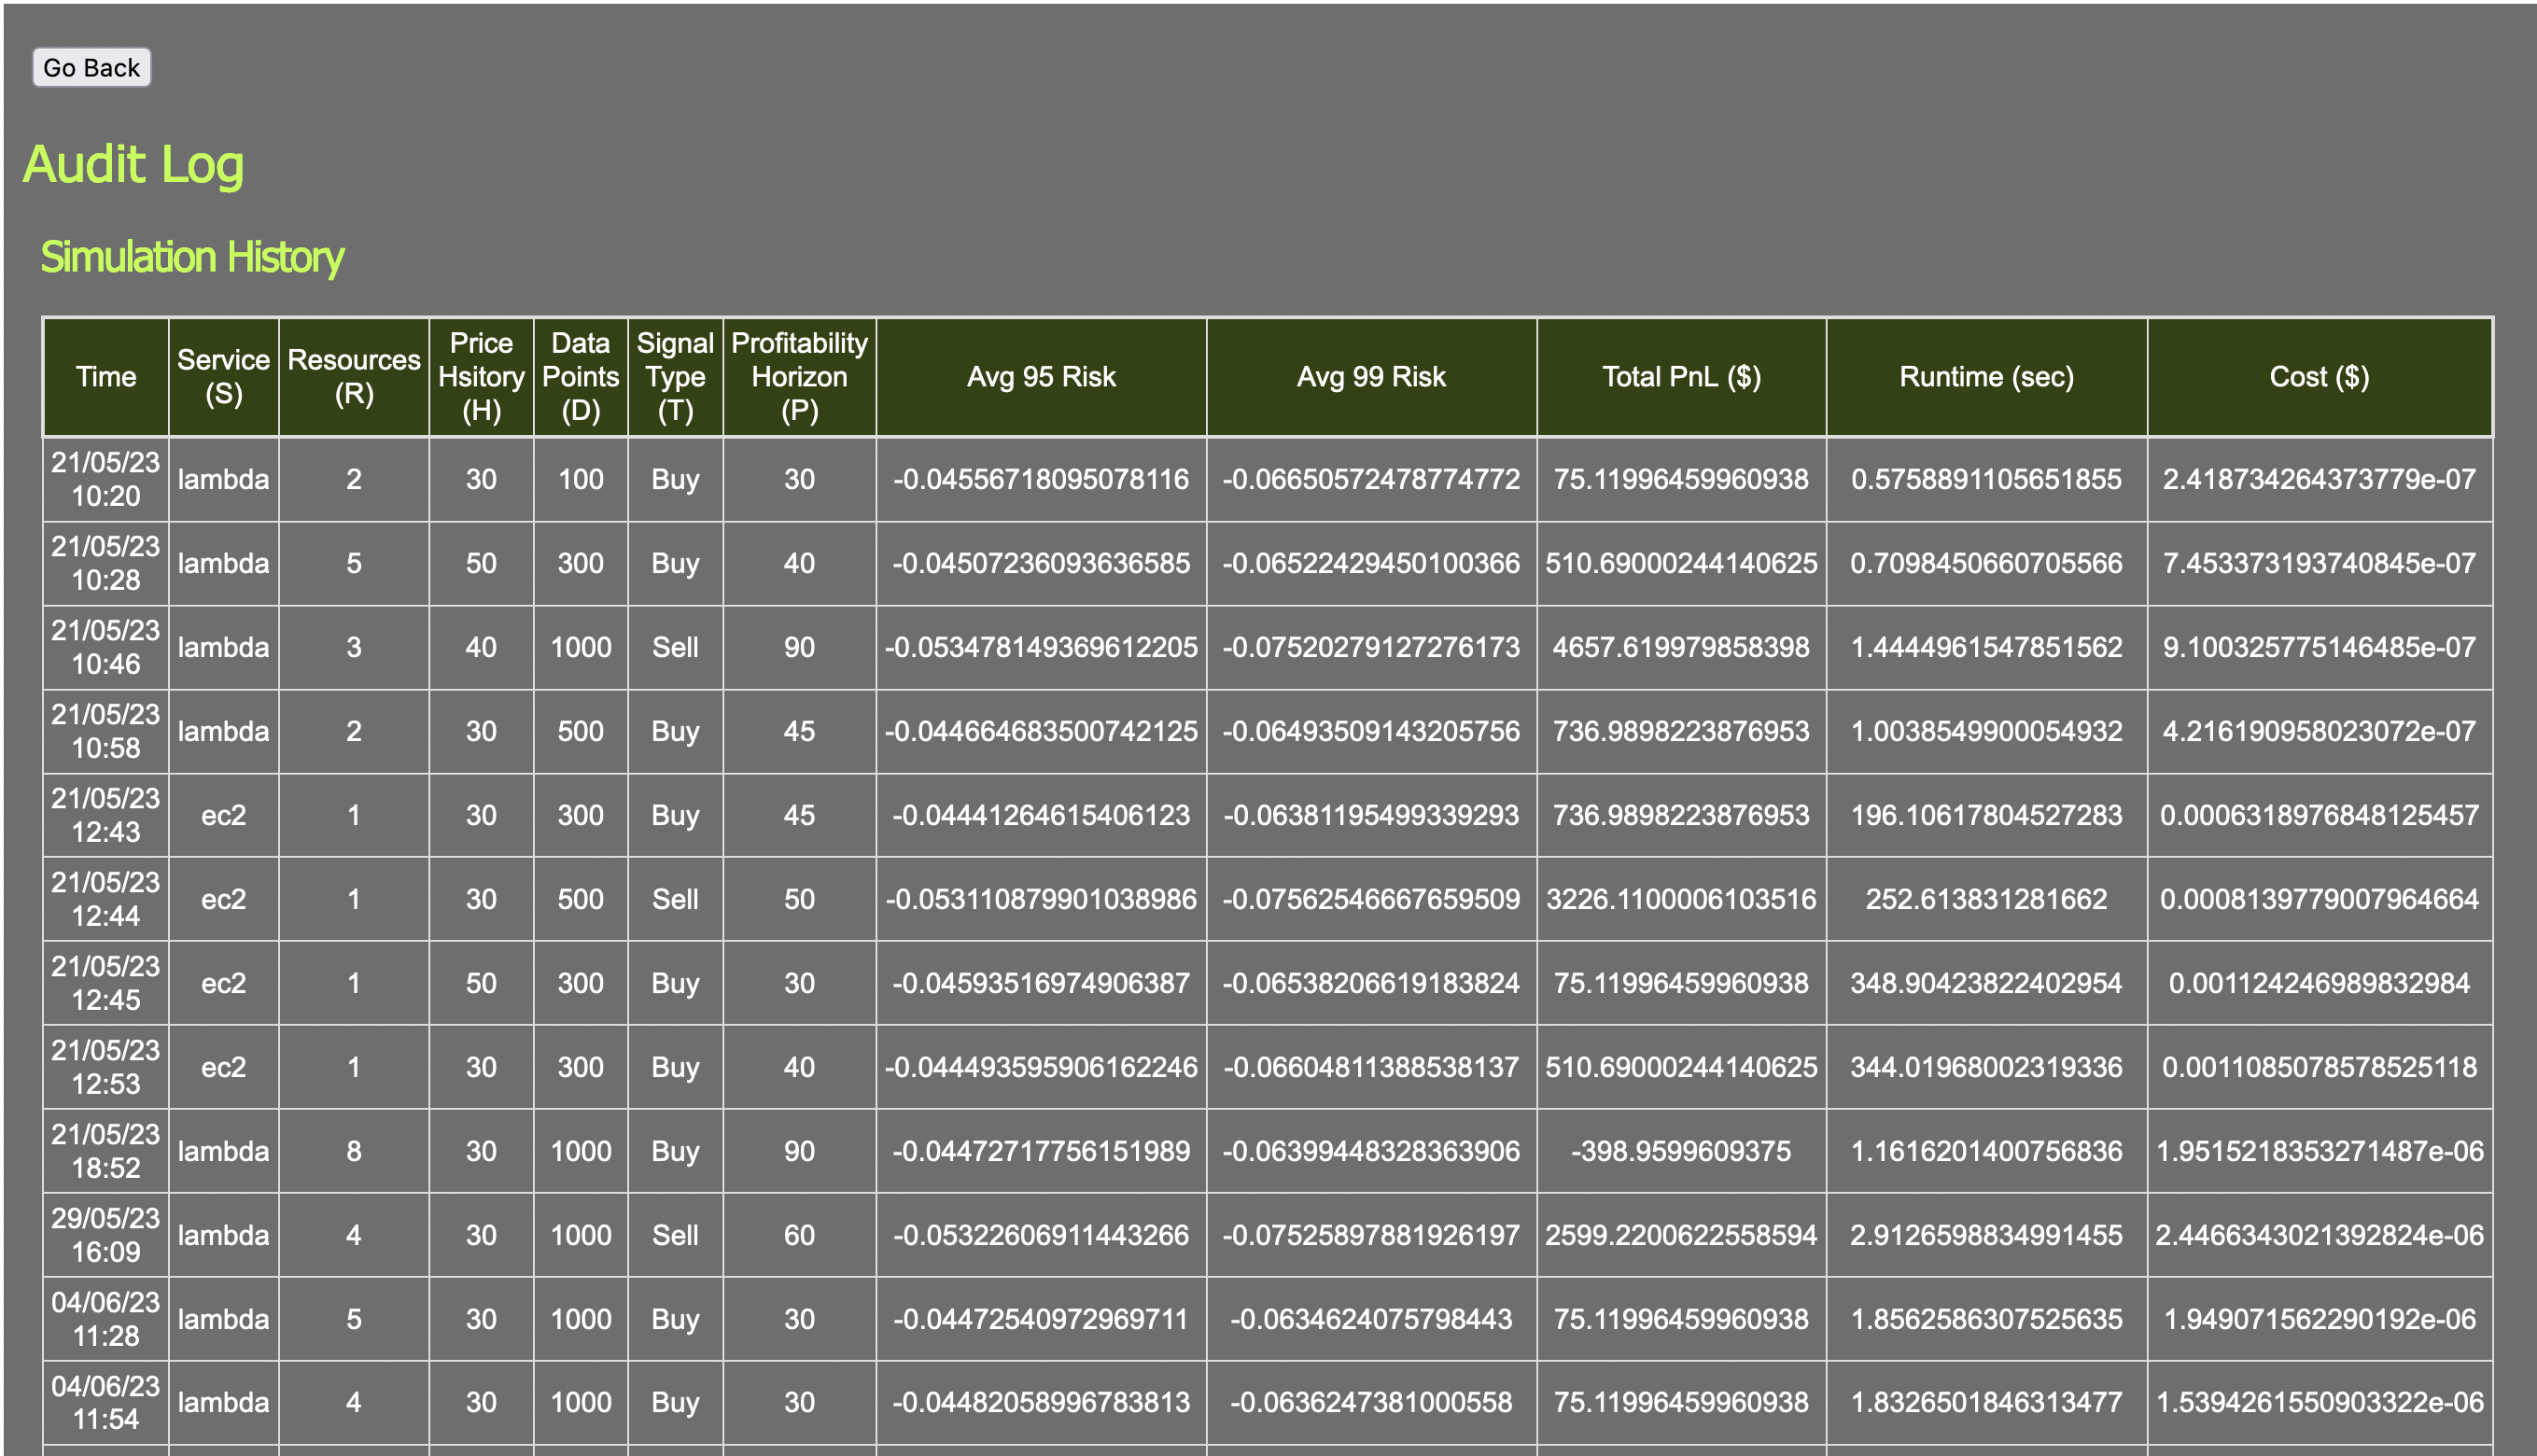 Go Back
Audit Log
Simulation History
Time Service (S) Resources (R) Price Hsitory (H) Data Points (D) Signal Type (T) Profitability Horizon (P) Avg 95 Risk Avg 99 Risk Total PnL ($) Runtime (sec) Cost ($)
21/05/23 10:20 lambda 2 30 100 Buy 30 -0.04556718095078116 -0.06650572478774772 75.11996459960938 0.5758891105651855 2.418734264373779e-07
21/05/23 10:28 lambda 5 50 300 Buy 40 -0.04507236093636585 -0.06522429450100366 510.69000244140625 0.7098450660705566 7.453373193740845e-07
21/05/23 10:46 lambda 3 40 1000 Sell 90 -0.053478149369612205 -0.07520279127276173 4657.619979858398 1.4444961547851562 9.100325775146485e-07
21/05/23 10:58 lambda 2 30 500 Buy 45 -0.044664683500742125 -0.06493509143205756 736.9898223876953 1.0038549900054932 4.216190958023072e-07
21/05/23 12:43 ec2 1 30 300 Buy 45 -0.04441264615406123 -0.06381195499339293 736.9898223876953 196.10617804527283 0.0006318976848125457
21/05/23 12:44 ec2 1 30 500 Sell 50 -0.053110879901038986 -0.07562546667659509 3226.1100006103516 252.613831281662 0.0008139779007964664
21/05/23 12:45 ec2 1 50 300 Buy 30 -0.04593516974906387 -0.06538206619183824 75.11996459960938 348.90423822402954 0.001124246989832984
21/05/23 12:53 ec2 1 30 300 Buy 40 -0.044493595906162246 -0.06604811388538137 510.69000244140625 344.01968002319336 0.0011085078578525118
21/05/23 18:52 lambda 8 30 1000 Buy 90 -0.04472717756151989 -0.06399448328363906 -398.9599609375 1.1616201400756836 1.9515218353271487e-06
29/05/23 16:09 lambda 4 30 1000 Sell 60 -0.05322606911443266 -0.07525897881926197 2599.2200622558594 2.9126598834991455 2.4466343021392824e-06
04/06/23 11:28 lambda 5 30 1000 Buy 30 -0.04472540972969711 -0.0634624075798443 75.11996459960938 1.8562586307525635 1.949071562290192e-06
04/06/23 11:54 lambda 4 30 1000 Buy 30 -0.04482058996783813 -0.0636247381000558 75.11996459960938 1.8326501846313477 1.5394261550903322e-06